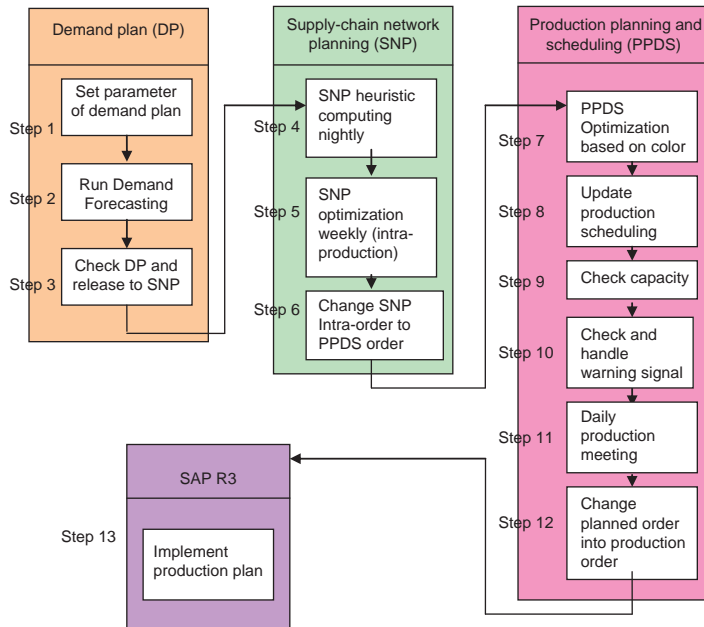 Demand plan (DP)
Step 1
Set parameter
of demand plan
Step 2
Run Demand
Forecasting
Step 3
Check DP and
release to SNP
Supply-chain network
planning (SNP)
Step 4
SNP heuristic
computing
nightly
Step 5
SNP
optimization
weekly (intra-
production)
Step 6
Change SNP
Intra-order to
PPDS order
Production planning and
scheduling (PPDS)
Step 7
PPDS
Optimization
based on color
Step 8
Update
production
scheduling
Step 9
Check capacity
Step 10
Check and
handle
warning signal
Step 11
Daily
production
meeting
Step 12
Change
planned order
into production
order
SAP R3
Step 13
Implement
production plan